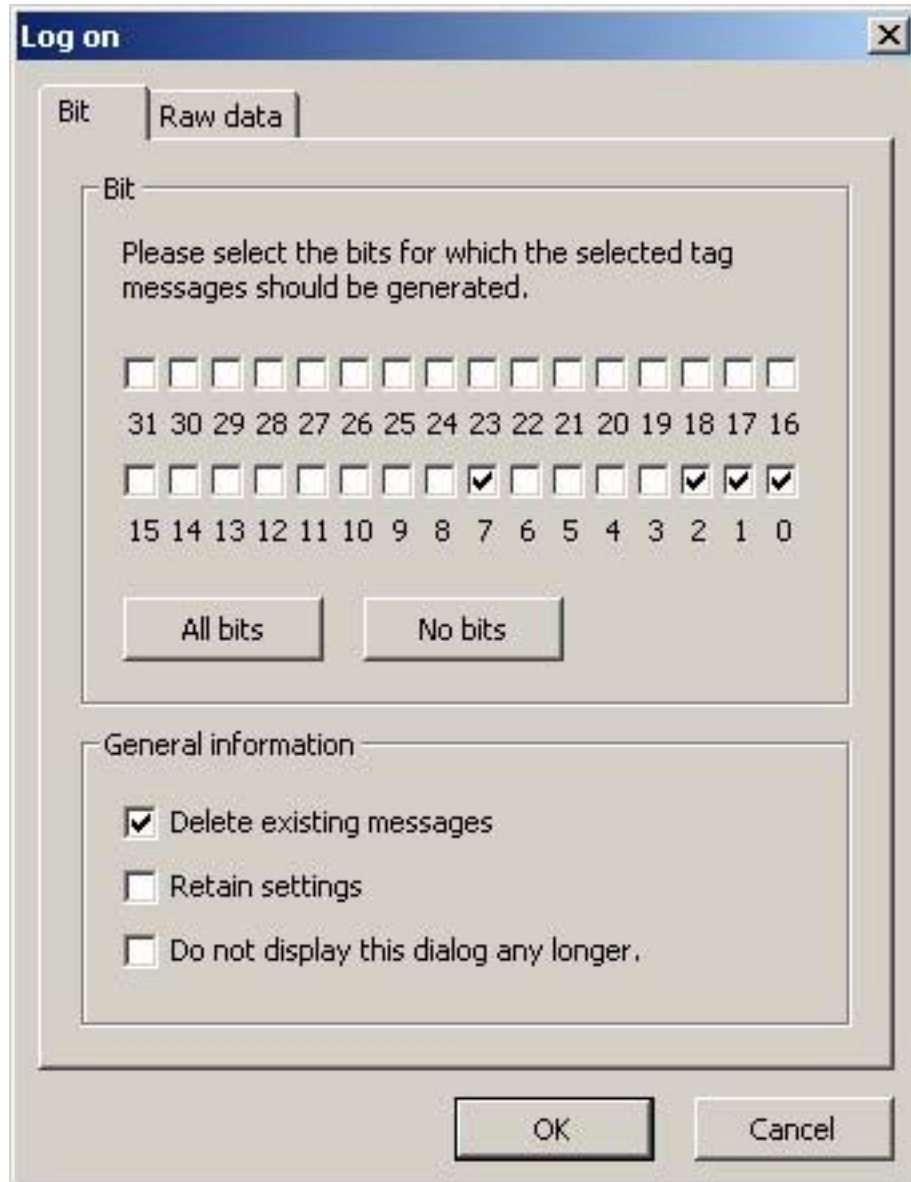 Log on
Bit Raw data
Bit
Please select the bits for which the selected tag
messages should be generated.
31 30 29 28 27 26 25 24 23 22 21 20 19 18 17 16
15 14 13 12 11 10 9 8 7 6 5 4 3 2 1 0
All bits No bits
General information
Delete existing messages
Retain settings
Do not display this dialog any longer.
OK Cancel